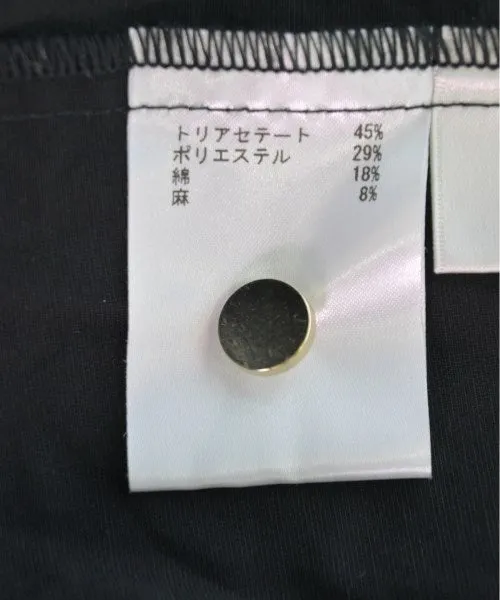 トリアセテート 45%
ポリエステル 29%
綿 18%
麻 8%